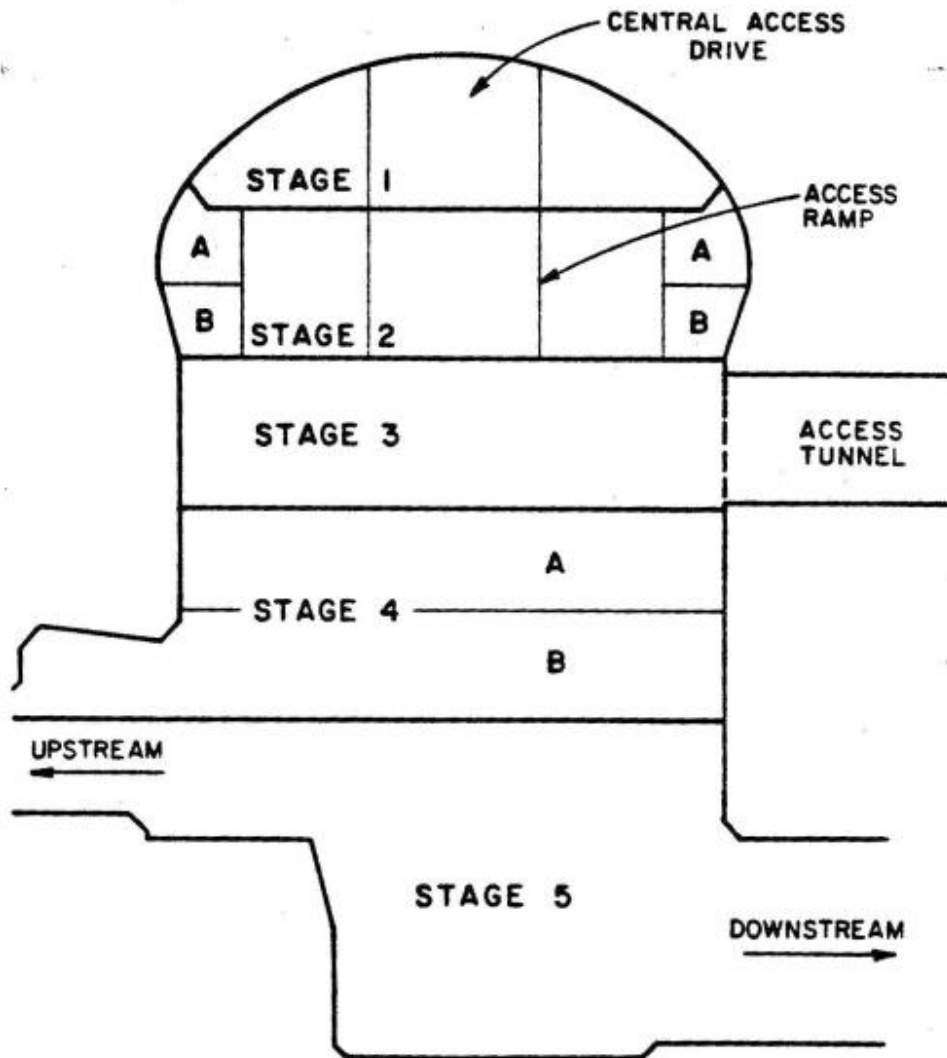 CENTRAL ACCESS
DRIVE
STAGE 1
ACCESS
RAMP
A
A
B
B
STAGE 2
STAGE 3
ACCESS
TUNNEL
A
STAGE 4
B
UPSTREAM
STAGE 5
DOWNSTREAM